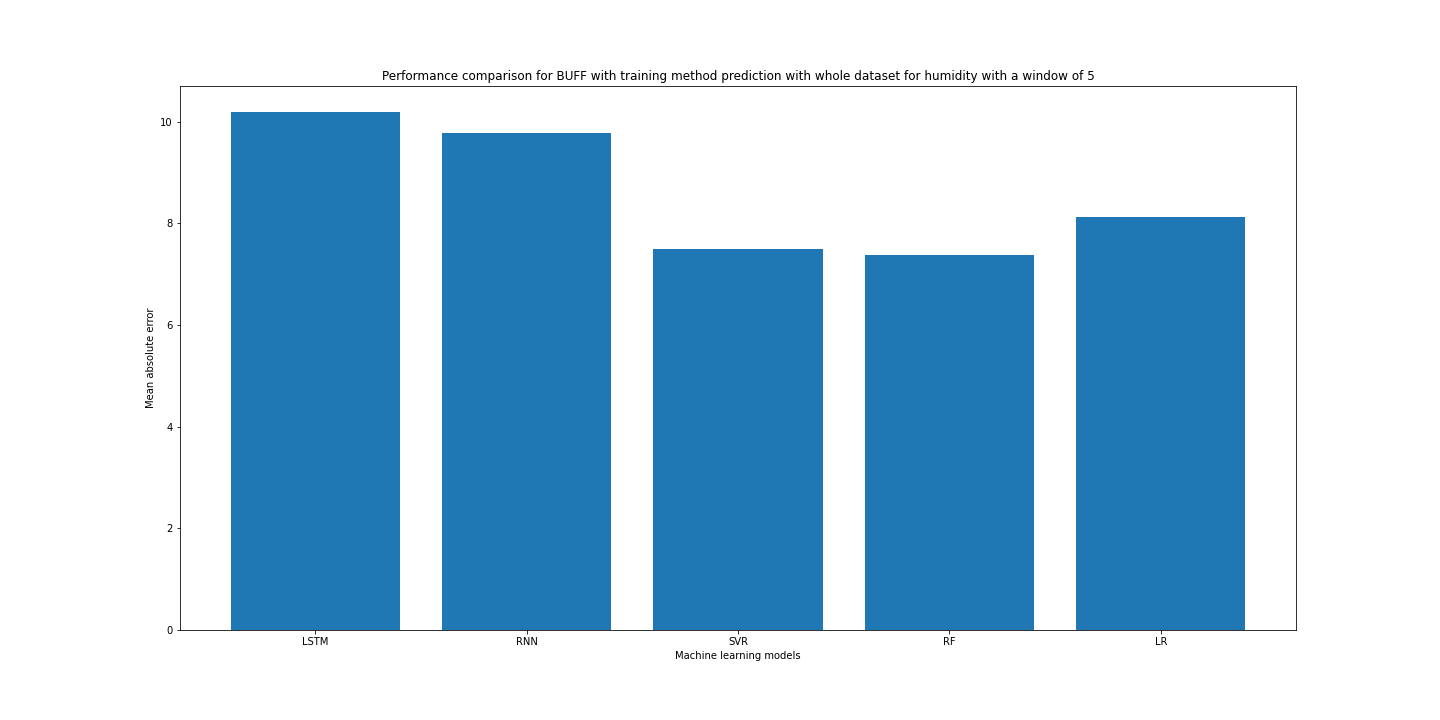 Performance comparison for BUFF with training method prediction with whole dataset for humidity with a window of 5
10
8
6
4
2
0
Mean absolute error
LSTM RNN SVR RF LR
Machine learning models